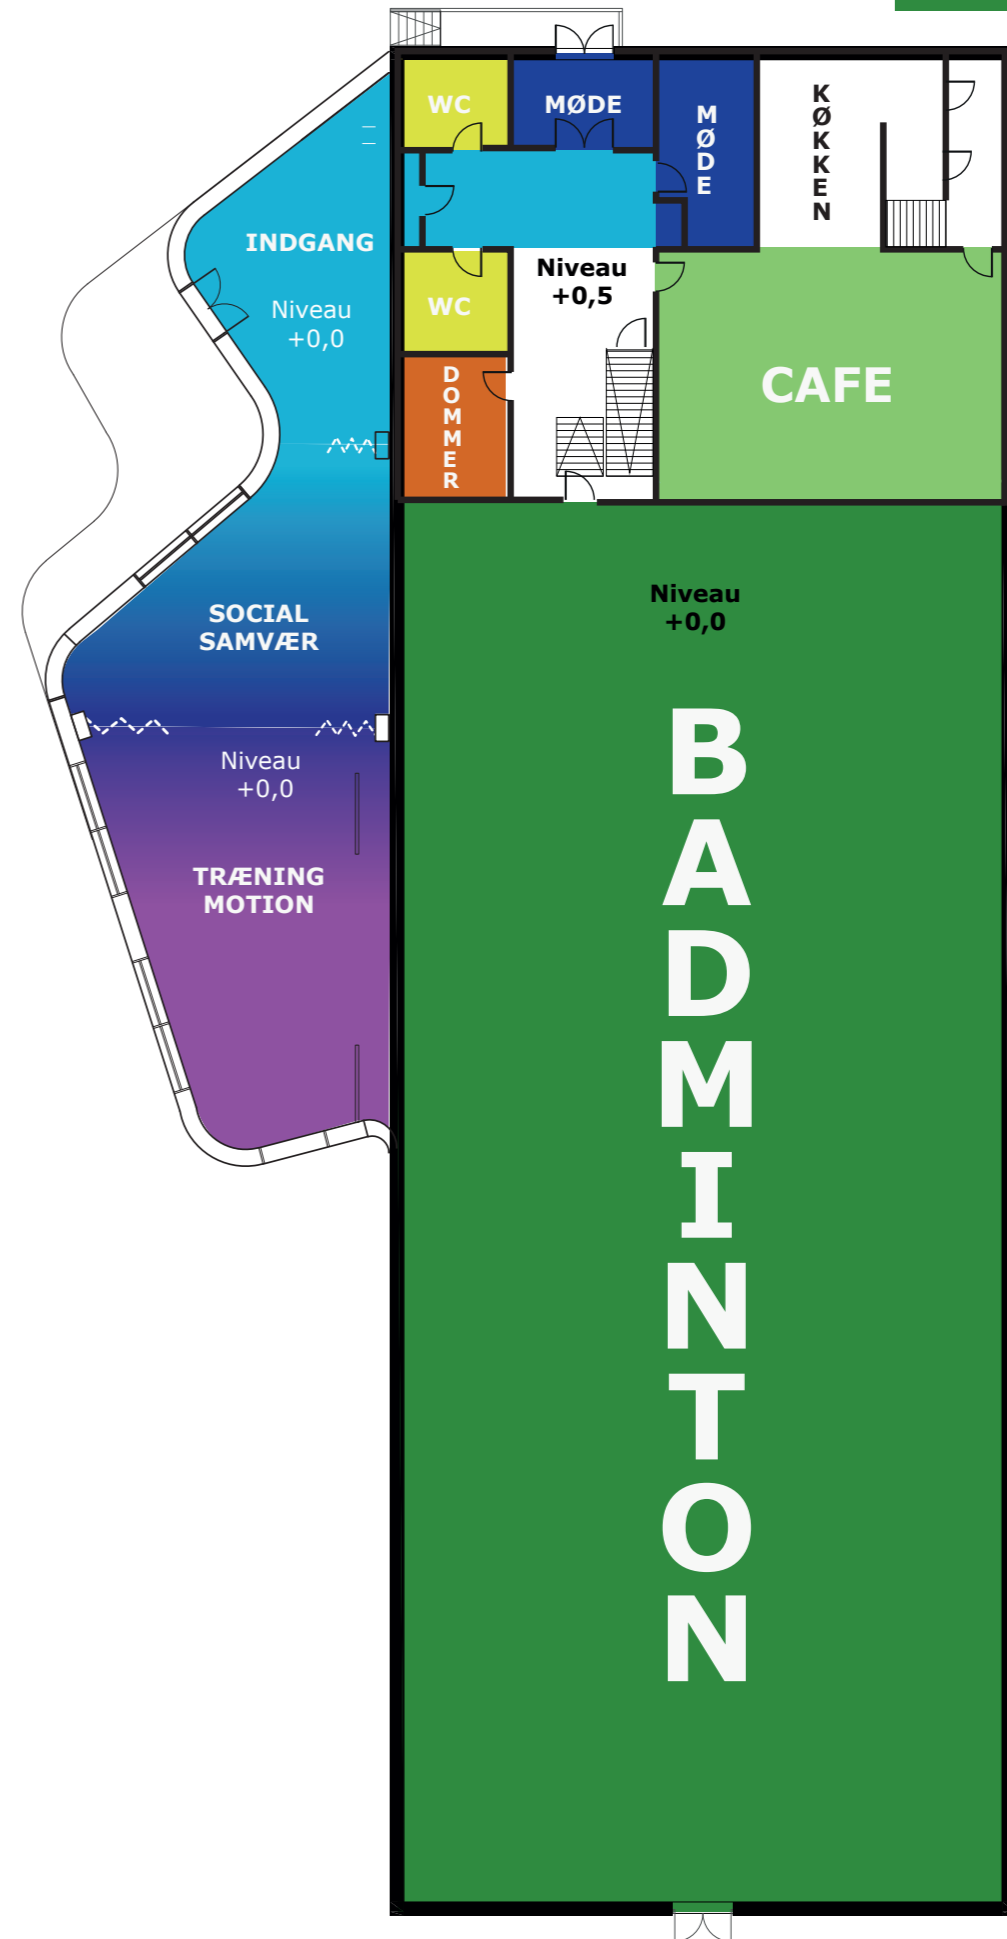 WC
MØDE
MØDE
KØKKEN
INDGANG
Niveau
+0,0
Niveau
+0,5
WC
DOMMER
CAFE
SOCIAL
SAMVÆR
Niveau
+0,0
Niveau
+0,0
TRÆNING
MOTION
BADMINTON